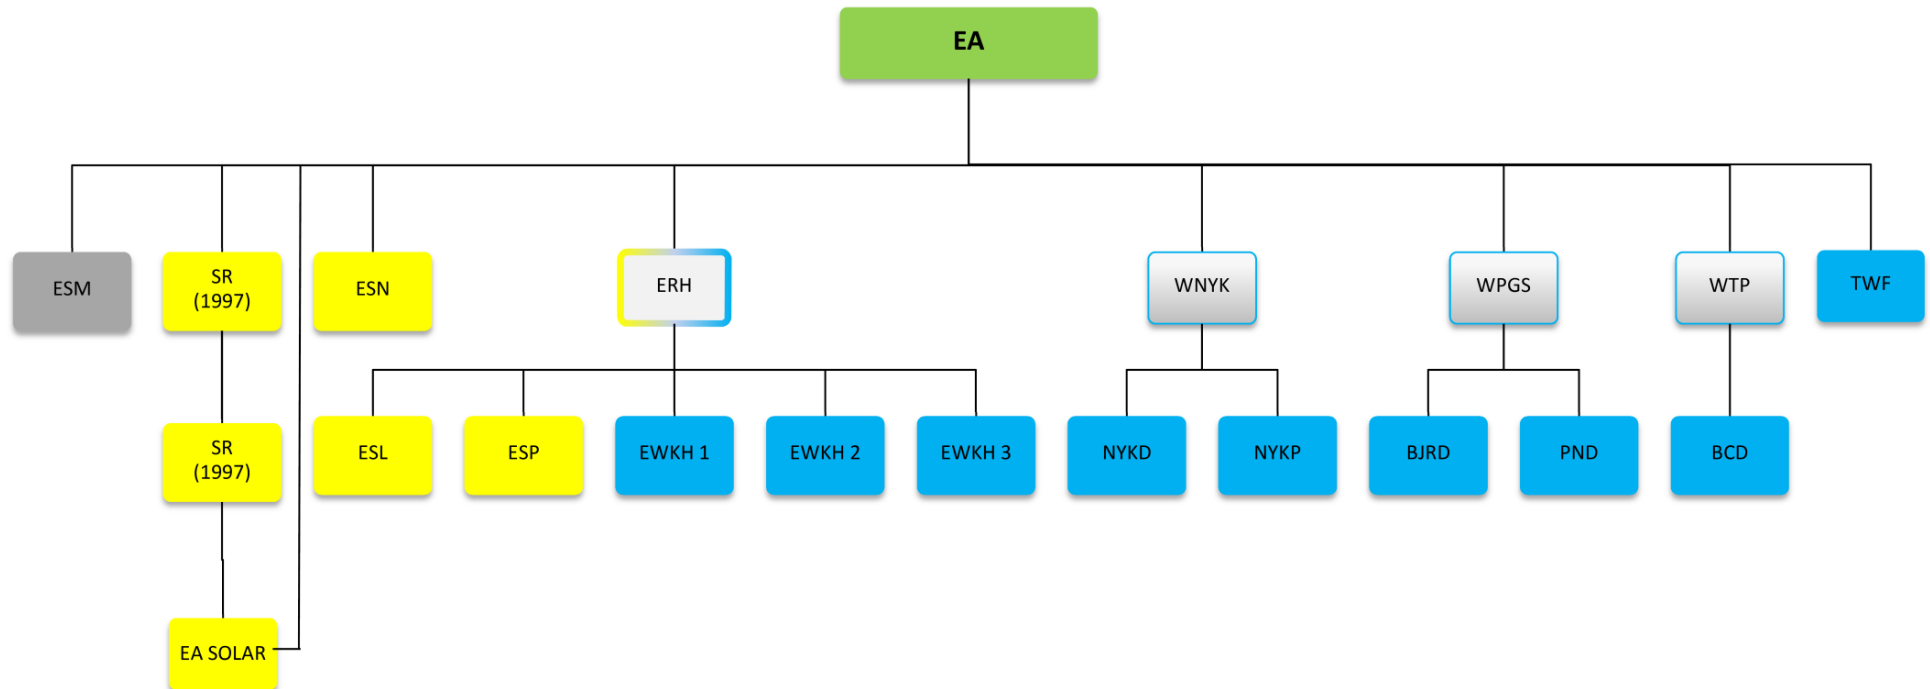 EA
ESM
SR
(1997)
ESN
ERH
WNYK
WPGS
WTP
TWF
SR
(1997)
ESL
ESP
EWKH 1
EWKH 2
EWKH 3
NYKD
NYKP
BJRD
PND
BCD
EA SOLAR